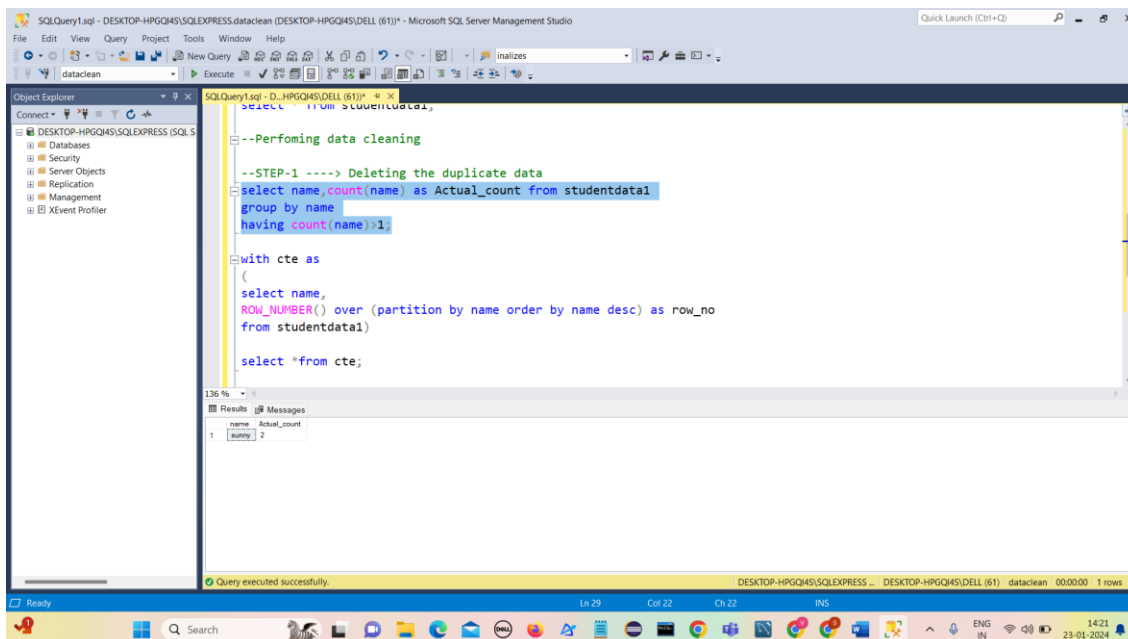 SQLQuery1.sql - DESKTOP-HPGQI4S\SQLEXPRESS.dataclean (DESKTOP-HPGQI4S\DELL (61))* - Microsoft SQL Server Management Studio
Quick Launch (Ctrl+Q)
File Edit View Query Project Tools Window Help
New Query
inalizes
dataclean
Execute
Object Explorer
SQLQuery1.sql - D...HPGQI4S\DELL (61))*
Connect
DESKTOP-HPGQI4S\SQLEXPRESS (SQL S
Databases
Security
Server Objects
Replication
Management
XEvent Profiler
select * from studentdata1;
--Perfoming data cleaning
--STEP-1 ----> Deleting the duplicate data
select name,count(name) as Actual_count from studentdata1
group by name
having count(name)>1;
with cte as
(
select name,
ROW_NUMBER() over (partition by name order by name desc) as row_no
from studentdata1)
select *from cte;
136 %
Results Messages
name Actual_count
1 sunny 2
Query executed successfully.
DESKTOP-HPGQI4S\SQLEXPRESS ... DESKTOP-HPGQI4S\DELL (61) dataclean 00:00:00 1 rows
Ready
Ln 29 Col 22 Ch 22 INS
Search
DELL
ENG
IN
14:21
23-01-2024